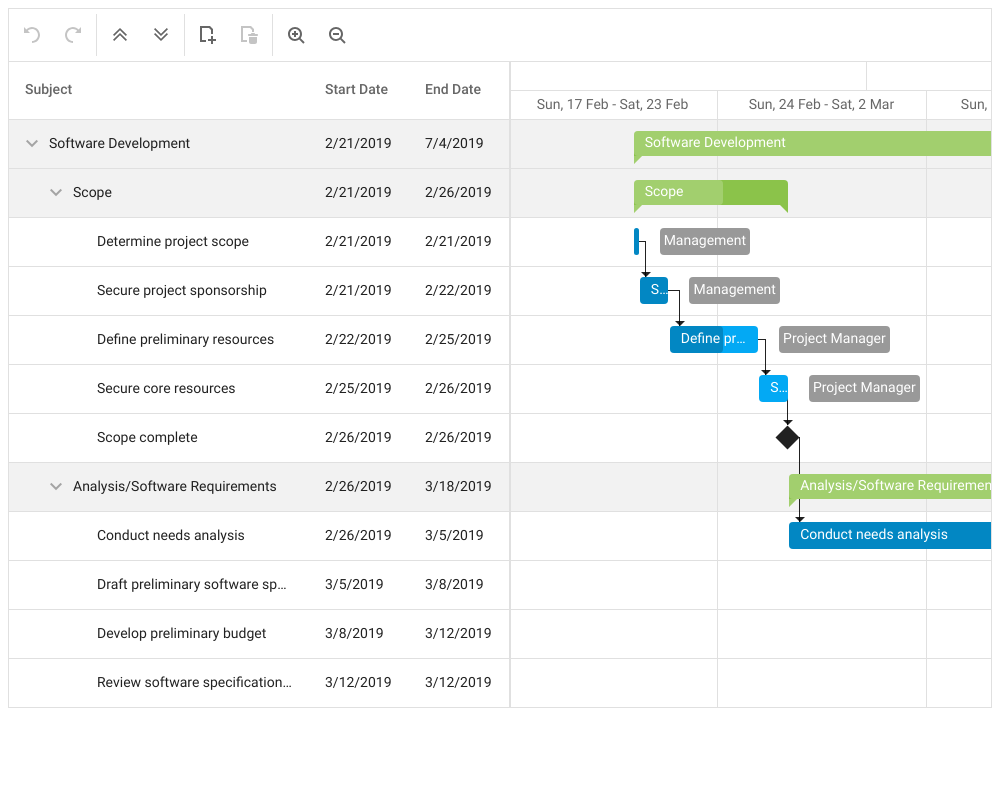 Subject Start Date End Date
Sun, 17 Feb - Sat, 23 Feb Sun, 24 Feb - Sat, 2 Mar Sun,
Software Development 2/21/2019 7/4/2019 Software Development
Scope 2/21/2019 2/26/2019 Scope
Determine project scope 2/21/2019 2/21/2019 Management
Secure project sponsorship 2/21/2019 2/22/2019 S... Management
Define preliminary resources 2/22/2019 2/25/2019 Define pr... Project Manager
Secure core resources 2/25/2019 2/26/2019 S... Project Manager
Scope complete 2/26/2019 2/26/2019
Analysis/Software Requirements 2/26/2019 3/18/2019 Analysis/Software Requiremen
Conduct needs analysis 2/26/2019 3/5/2019 Conduct needs analysis
Draft preliminary software sp... 3/5/2019 3/8/2019
Develop preliminary budget 3/8/2019 3/12/2019
Review software specification... 3/12/2019 3/12/2019